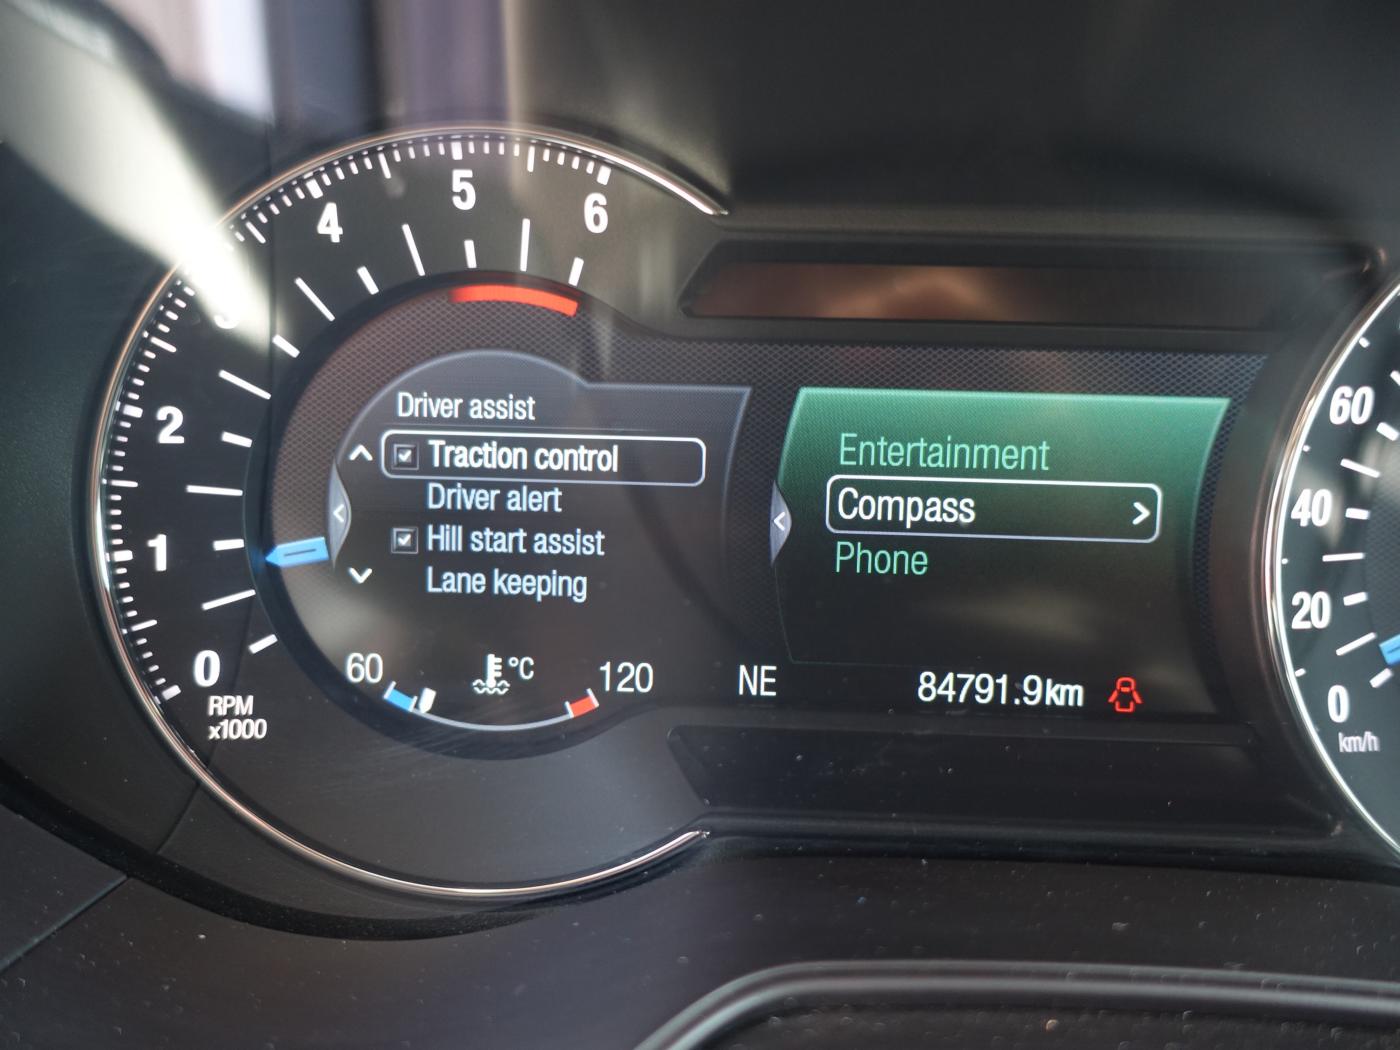 6
5
4
3
2
1
0
RPM
x1000
Driver assist
Traction control
Driver alert
Hill start assist
Lane keeping
60
°C
120
Entertainment
Compass
Phone
NE
84791.9km
60
40
20
0
km/h